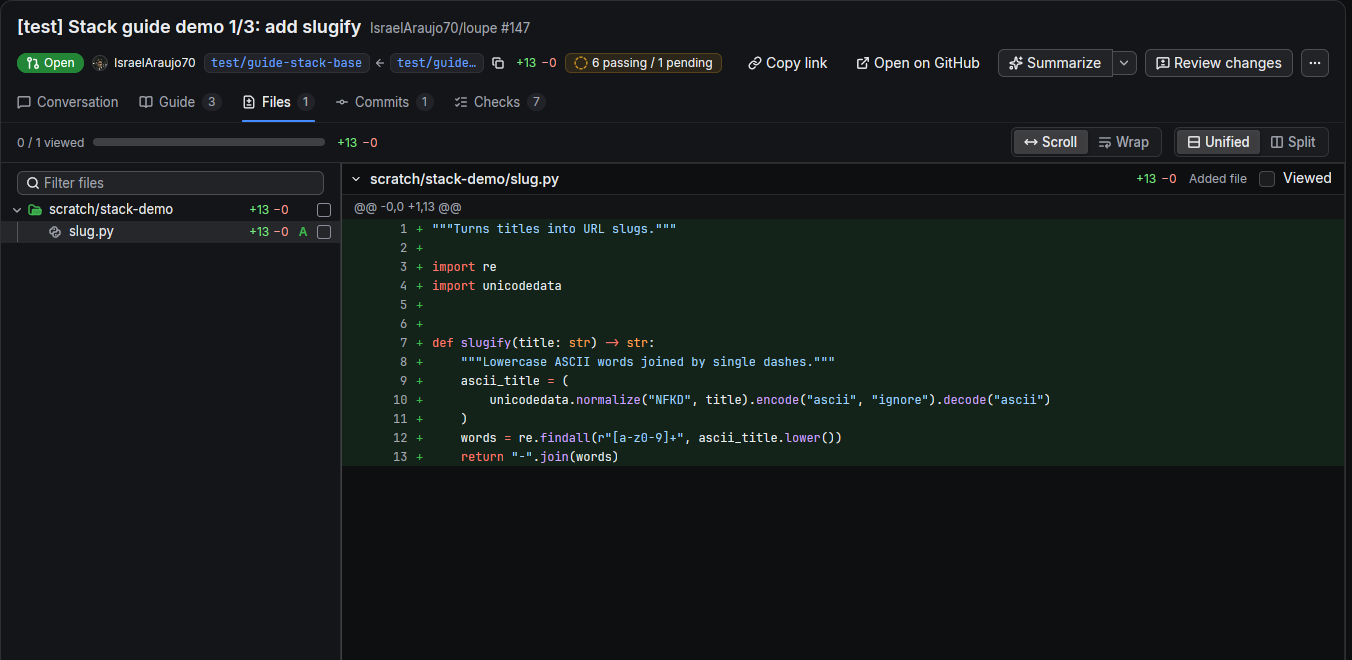 [test] Stack guide demo 1/3: add slugify IsraelAraujo70/loupe #147
Open IsraelAraujo70 test/guide-stack-base ← test/guide… +13 −0 6 passing / 1 pending Copy link Open on GitHub Summarize Review changes ...
Conversation Guide 3 Files 1 Commits 1 Checks 7
0 / 1 viewed +13 −0 Scroll Wrap Unified Split
Filter files
scratch/stack-demo +13 −0
slug.py +13 −0 A
scratch/stack-demo/slug.py +13 −0 Added file Viewed
@@ -0,0 +1,13 @@
1 + """Turns titles into URL slugs."""
2 +
3 + import re
4 + import unicodedata
5 +
6 +
7 + def slugify(title: str) -> str:
8 +     """Lowercase ASCII words joined by single dashes."""
9 +     ascii_title = (
10 +         unicodedata.normalize("NFKD", title).encode("ascii", "ignore").decode("ascii")
11 +     )
12 +     words = re.findall(r"[a-z0-9]+", ascii_title.lower())
13 +     return "-".join(words)